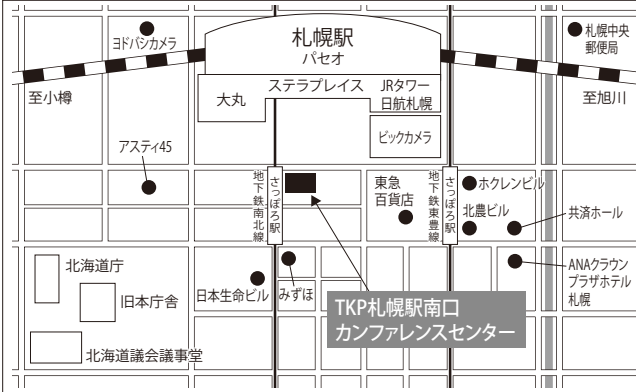 ヨドバシカメラ
札幌駅
パセオ
札幌中央
郵便局
至小樽
大丸
ステラプレイス
JRタワー
日航札幌
至旭川
ビックカメラ
アスティ45
地下鉄南北線
さっぽろ駅
東急
百貨店
地下鉄東豊線
さっぽろ駅
ホクレンビル
北農ビル
共済ホール
北海道庁
旧本庁舎
日本生命ビル
みずほ
TKP札幌駅南口
カンファレンスセンター
ANAクラウン
プラザホテル
札幌
北海道議会議事堂